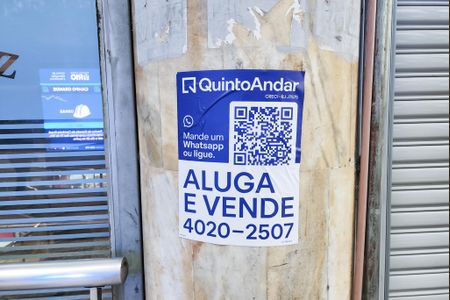 QuintoAndar
Mande um
Whatsapp
ou ligue.
ALUGA
E VENDE
4020-2507